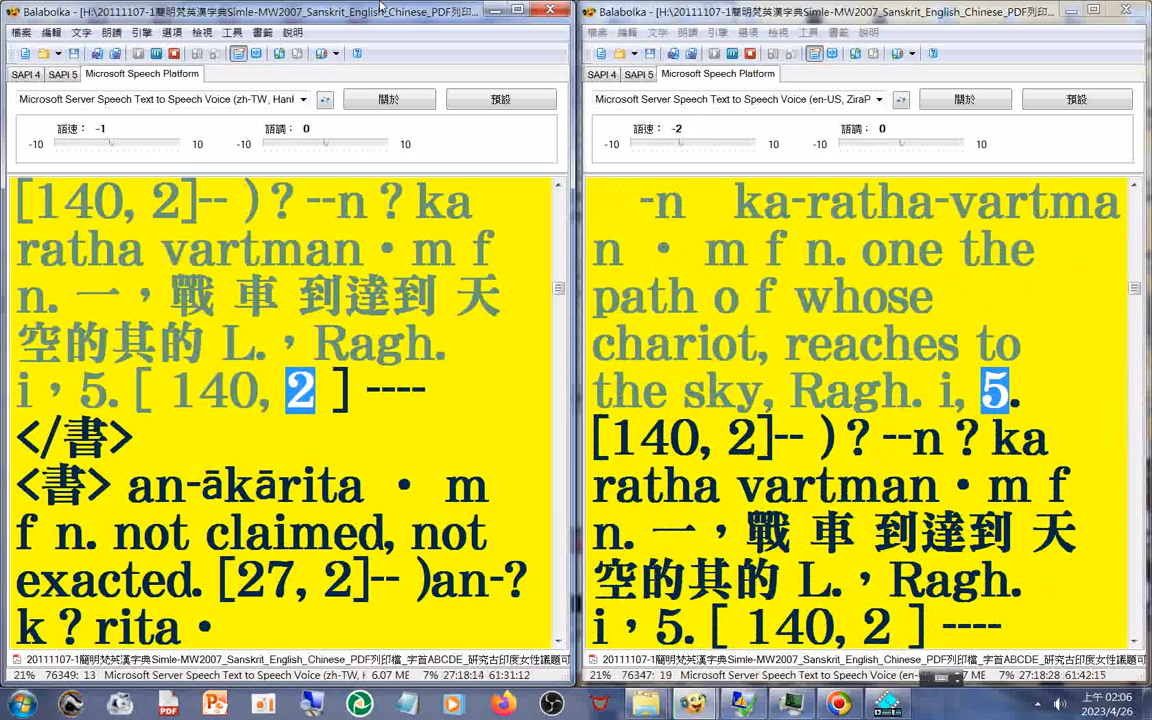 Balabolka - [H:\20111107-1簡明梵英漢字典Simle-MW2007_Sanskrit_English_Chinese_PDF列印...
檔案 編輯 文字 朗讀 引擎 選項 檢視 工具 書籤 說明
SAPI 4 SAPI 5 Microsoft Speech Platform
Microsoft Server Speech Text to Speech Voice (zh-TW, HanI
關於 預設
語速： -1 語調： 0
-10 10 -10 10
[140, 2]-- )？--n？ka
ratha vartman・m f
n. 一，戰 車 到達到 天
空的其的 L.，Ragh.
i，5. [ 140, 2 ] ----
</書>
<書> an-ākārita ・ m
f n. not claimed, not
exacted. [27, 2]-- )an-?
k？rita・
20111107-1簡明梵英漢字典Simle-MW2007_Sanskrit_English_Chinese_PDF列印檔_字首ABCDE_研究古印度女性議題可
21% 76349: 13 Microsoft Server Speech Text to Speech Voice (zh-TW, H 6.07 ME 7% 27:18:14 61:31:12
Balabolka - [H:\20111107-1簡明梵英漢字典Simle-MW2007_Sanskrit_English_Chinese_PDF列印...
檔案 編輯 文字 朗讀 引擎 選項 檢視 工具 書籤 說明
SAPI 4 SAPI 5 Microsoft Speech Platform
Microsoft Server Speech Text to Speech Voice (en-US, ZiraP
關於 預設
語速： -2 語調： 0
-10 10 -10 10
-n ka-ratha-vartma
n ・ m f n. one the
path o f whose
chariot, reaches to
the sky, Ragh. i, 5.
[140, 2]-- )？--n？ka
ratha vartman・m f
n. 一，戰 車 到達到 天
空的其的 L.，Ragh.
i，5. [ 140, 2 ] ----
20111107-1簡明梵英漢字典Simle-MW2007_Sanskrit_English_Chinese_PDF列印檔_字首ABCDE_研究古印度女性議題可
21% 76347: 19 Microsoft Server Speech Text to Speech Voice (en-US 7% 27:18:28 61:42:15
上午 02:06
2023/4/26